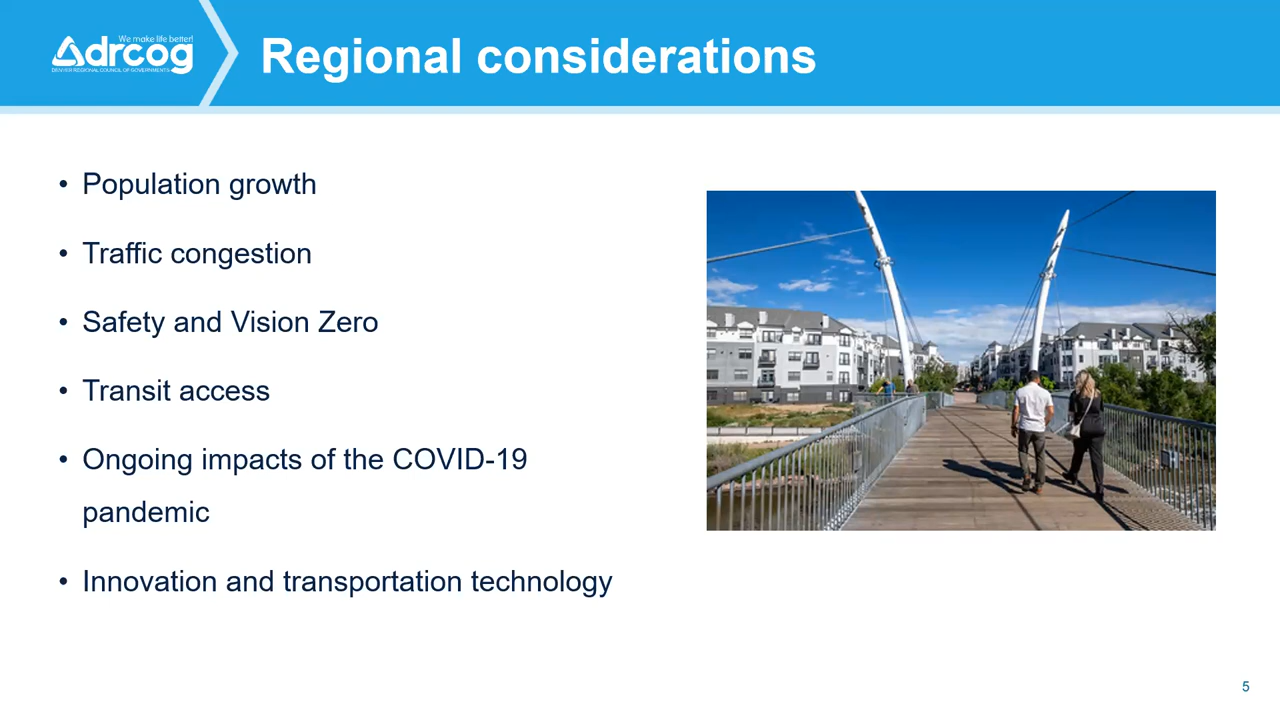 We make life better!
drcog
DENVER REGIONAL COUNCIL OF GOVERNMENTS
Regional considerations
• Population growth
• Traffic congestion
• Safety and Vision Zero
• Transit access
• Ongoing impacts of the COVID-19
pandemic
• Innovation and transportation technology
5